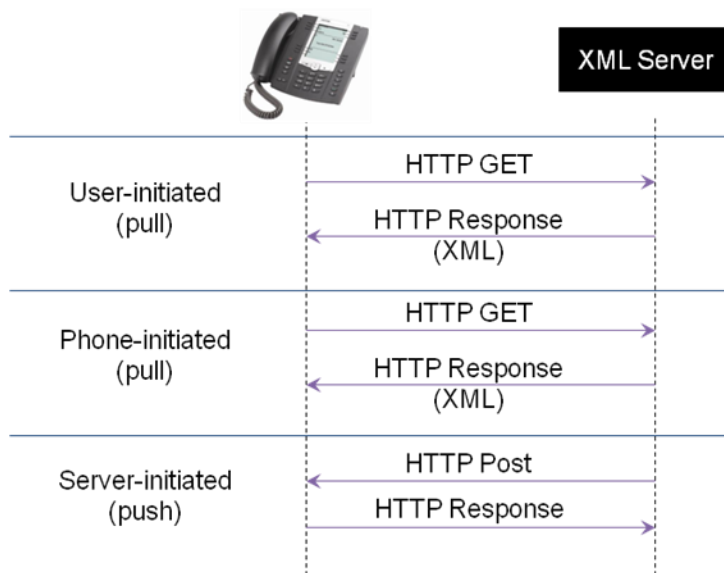 XML Server
HTTP GET
User-initiated
(pull)
HTTP Response
(XML)
HTTP GET
Phone-initiated
(pull)
HTTP Response
(XML)
HTTP Post
Server-initiated
(push)
HTTP Response